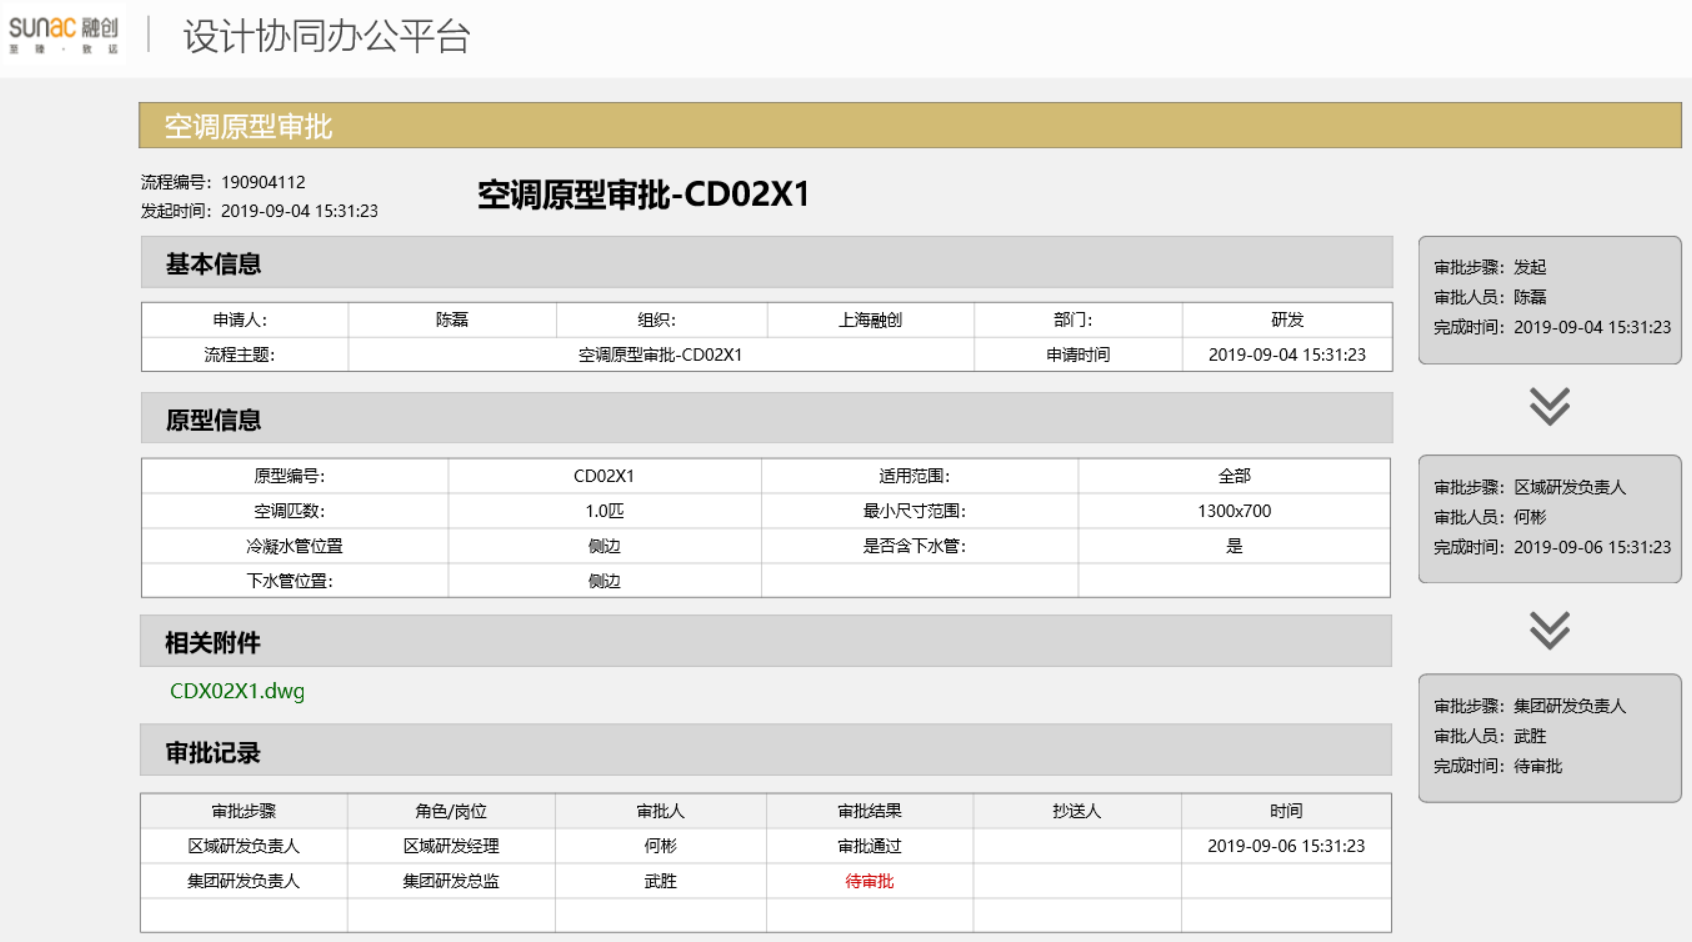 sunac 融创
至臻·致远
设计协同办公平台
空调原型审批
流程编号：190904112
发起时间：2019-09-04 15:31:23
空调原型审批-CD02X1
基本信息
申请人： 陈磊 组织： 上海融创 部门： 研发
流程主题： 空调原型审批-CD02X1 申请时间 2019-09-04 15:31:23
原型信息
原型编号： CD02X1 适用范围： 全部
空调匹数： 1.0匹 最小尺寸范围： 1300x700
冷凝水管位置 侧边 是否含下水管： 是
下水管位置： 侧边
相关附件
CDX02X1.dwg
审批记录
审批步骤 角色/岗位 审批人 审批结果 抄送人 时间
区域研发负责人 区域研发经理 何彬 审批通过 2019-09-06 15:31:23
集团研发负责人 集团研发总监 武胜 待审批
审批步骤：发起
审批人员：陈磊
完成时间：2019-09-04 15:31:23
审批步骤：区域研发负责人
审批人员：何彬
完成时间：2019-09-06 15:31:23
审批步骤：集团研发负责人
审批人员：武胜
完成时间：待审批